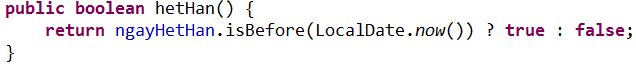 public boolean hetHan() {
    return ngayHetHan.isBefore(LocalDate.now()) ? true : false;
}